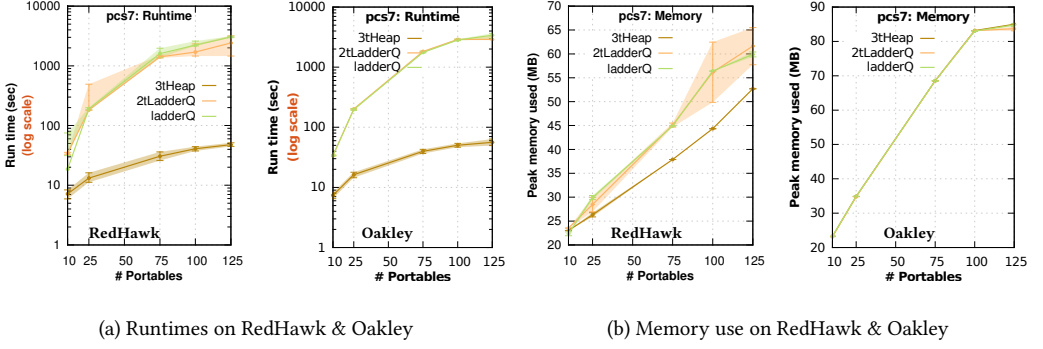 pcs7: Runtime
Run time (sec)
(log scale)
10000
1000
100
10
1
3tHeap
2tLadderQ
ladderQ
RedHawk
10 25 75 100 125
# Portables
pcs7: Runtime
Run time (sec)
(log scale)
10000
1000
100
10
1
3tHeap
2tLadderQ
ladderQ
Oakley
10 25 75 100 125
# Portables
pcs7: Memory
Peak memory used (MB)
70
65
60
55
50
45
40
35
30
25
20
3tHeap
2tLadderQ
ladderQ
RedHawk
10 25 75 100 125
# Portables
pcs7: Memory
Peak memory used (MB)
90
80
70
60
50
40
30
20
3tHeap
2tLadderQ
ladderQ
Oakley
10 25 75 100 125
# Portables
(a) Runtimes on RedHawk & Oakley
(b) Memory use on RedHawk & Oakley